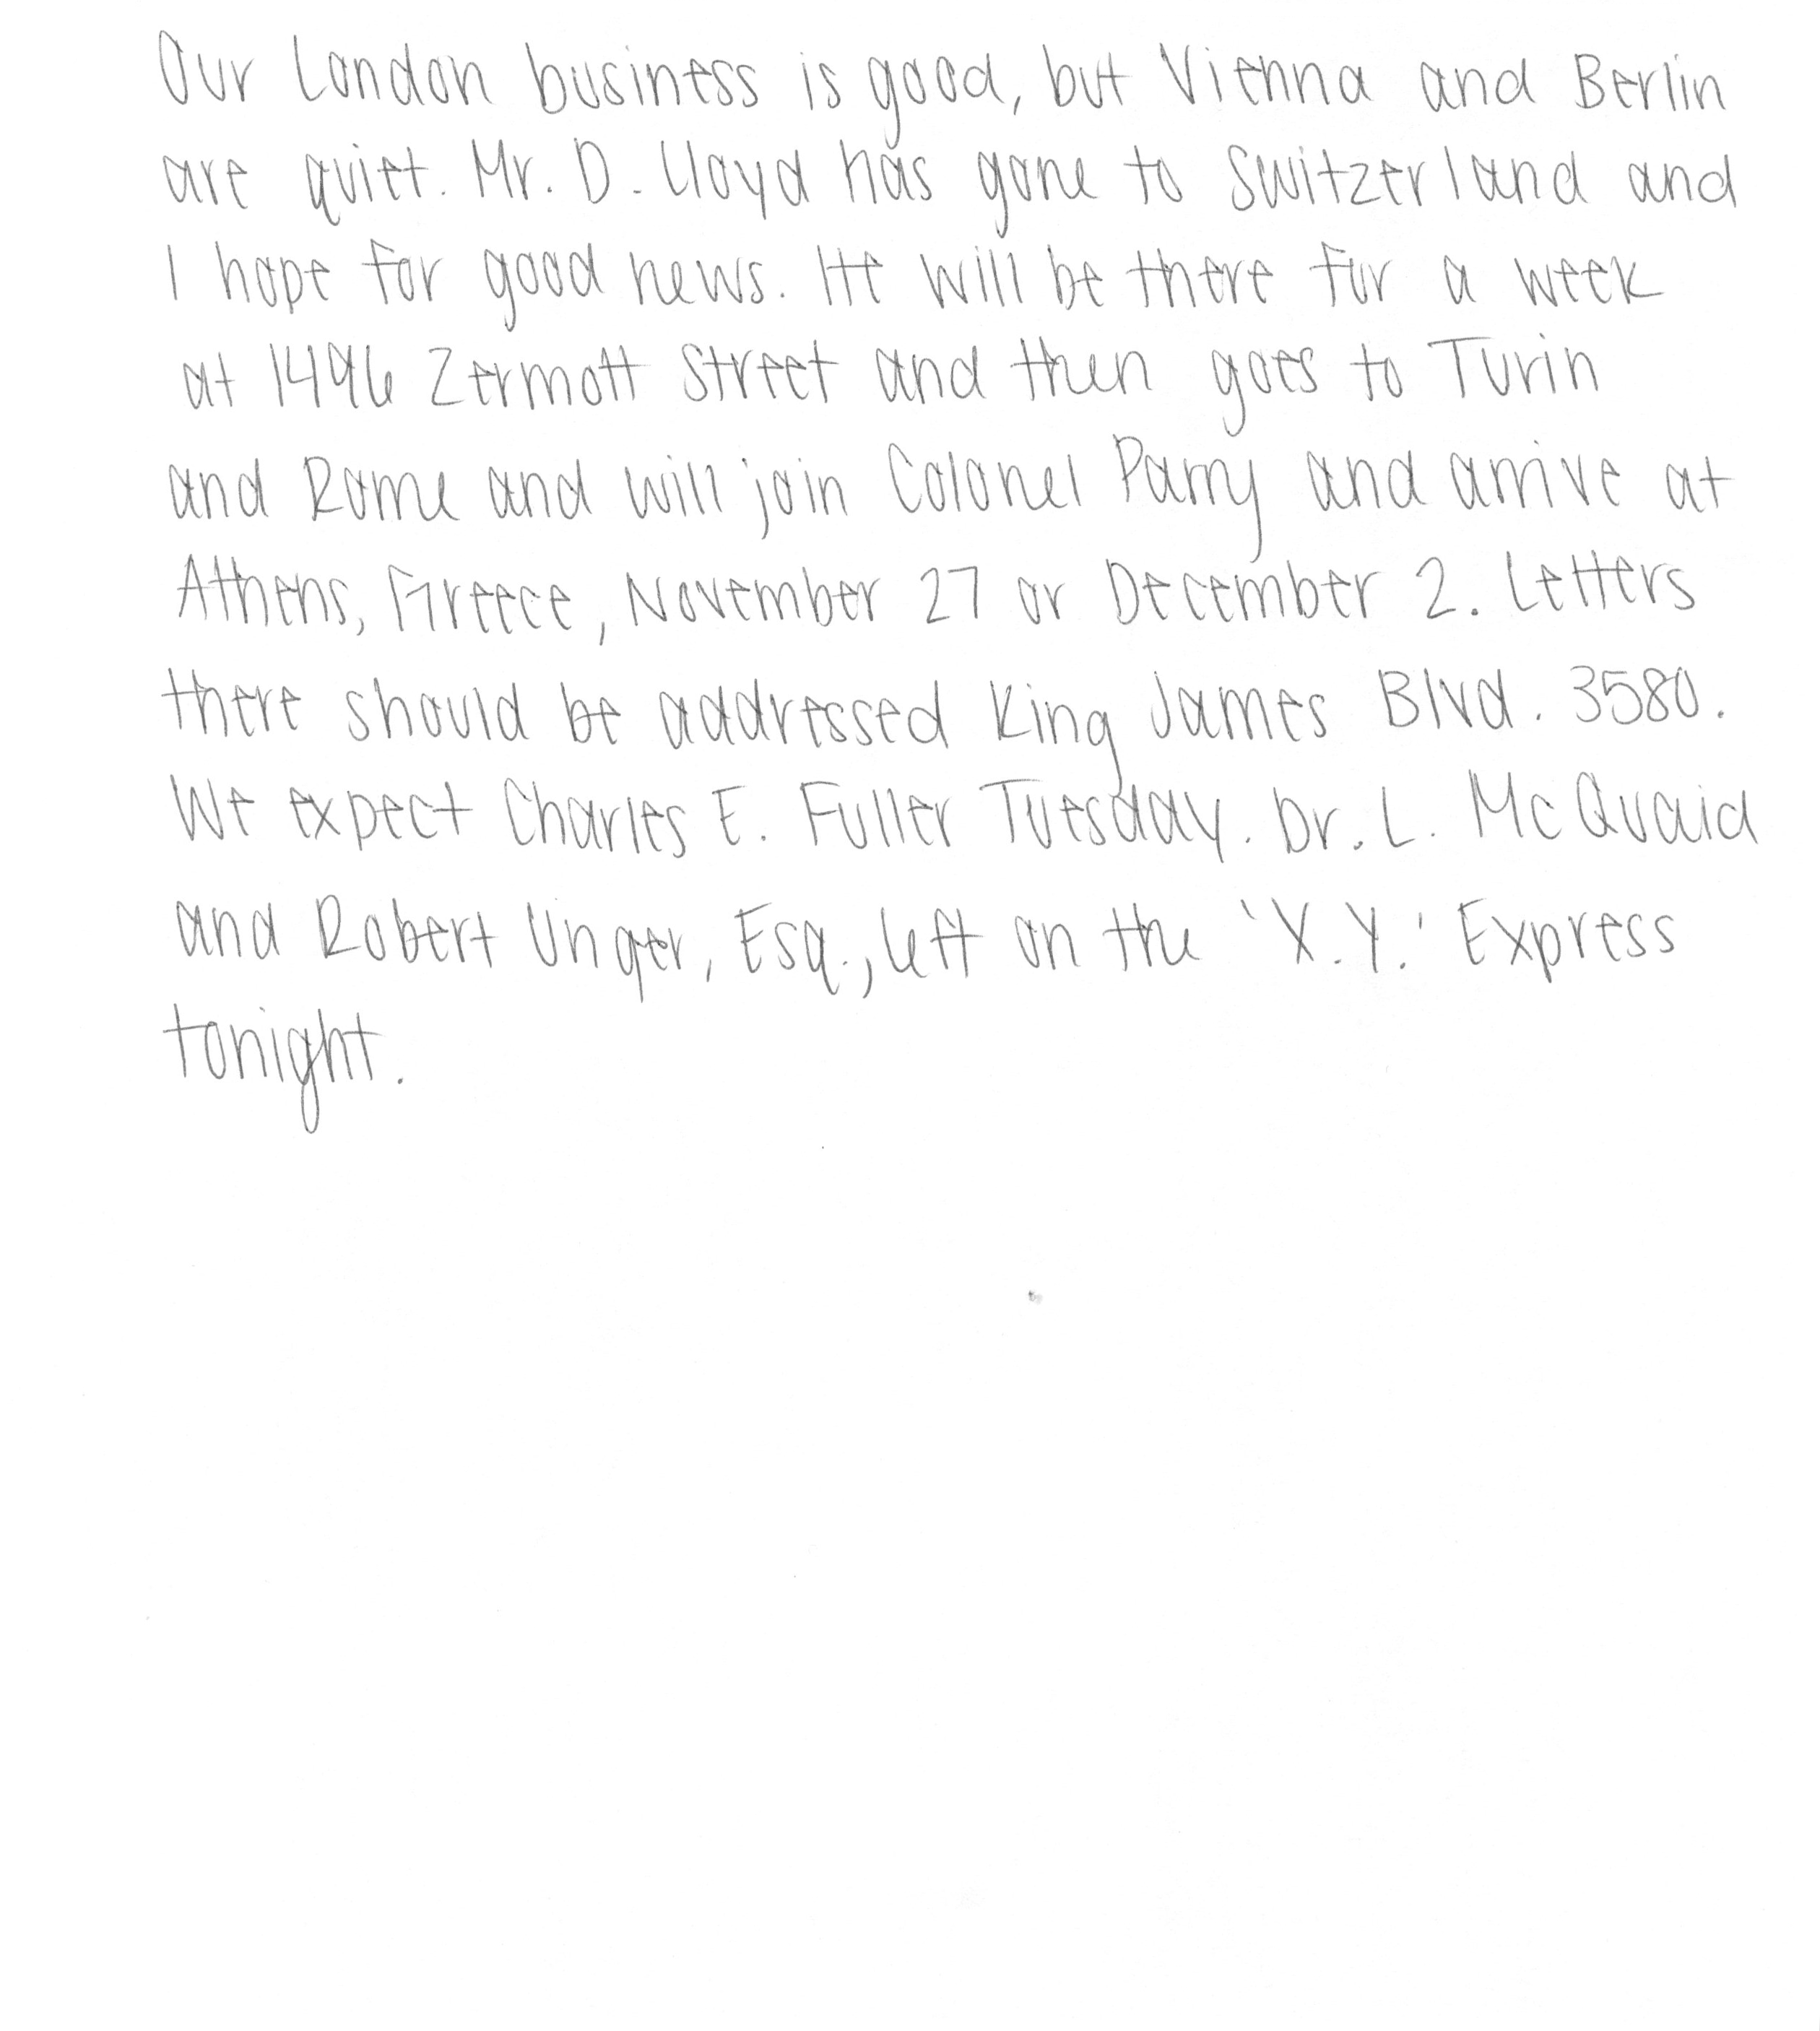 Our London business is good, but Vienna and Berlin
are quiet. Mr. D. Lloyd has gone to Switzerland and
I hope for good news. He will be there for a week
at 1496 Zermott Street and then goes to Turin
and Rome and will join Colonel Parry and arrive at
Athens, Greece, November 27 or December 2. Letters
there should be addressed King James Blvd. 3580.
We expect Charles E. Fuller Tuesday. Dr. L. McQuaid
and Robert Unger, Esq., left on the 'X.Y.' Express
tonight.